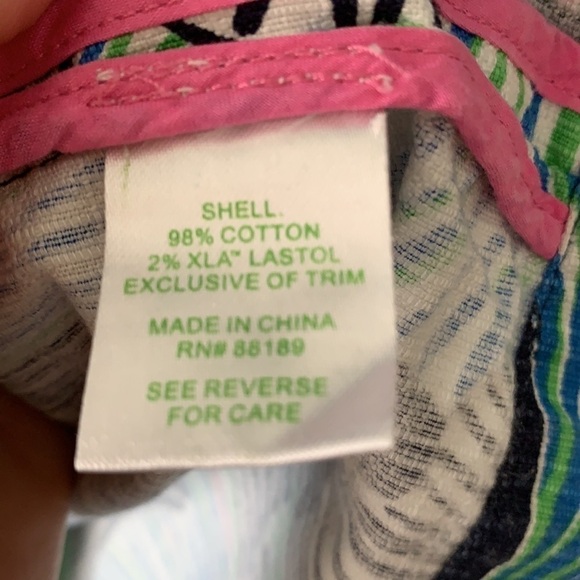 SHELL.
98% COTTON
2% XLA™ LASTOL
EXCLUSIVE OF TRIM
MADE IN CHINA
RN# 88189
SEE REVERSE
FOR CARE